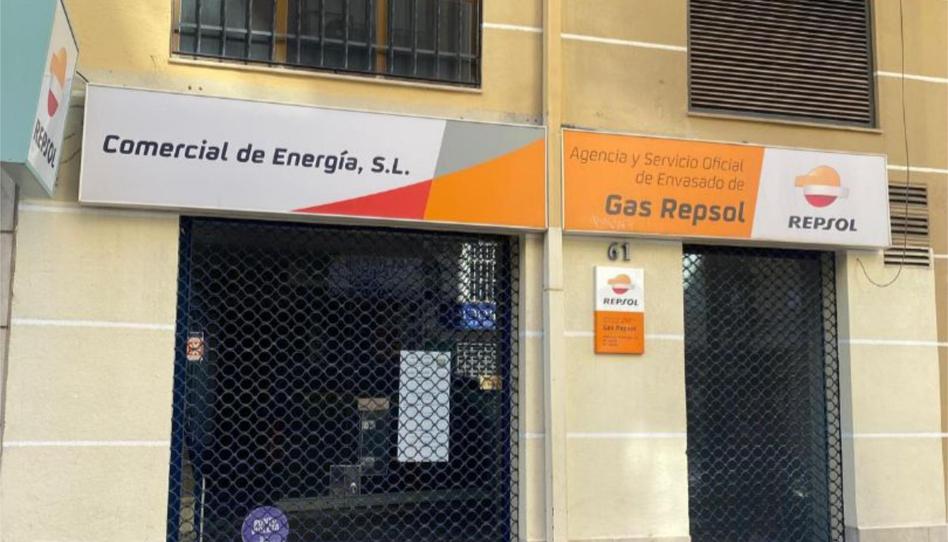 REPSOL
Comercial de Energía, S.L.
Agencia y Servicio Oficial
de Envasado de
Gas Repsol
REPSOL
61
REPSOL
Gas Repsol